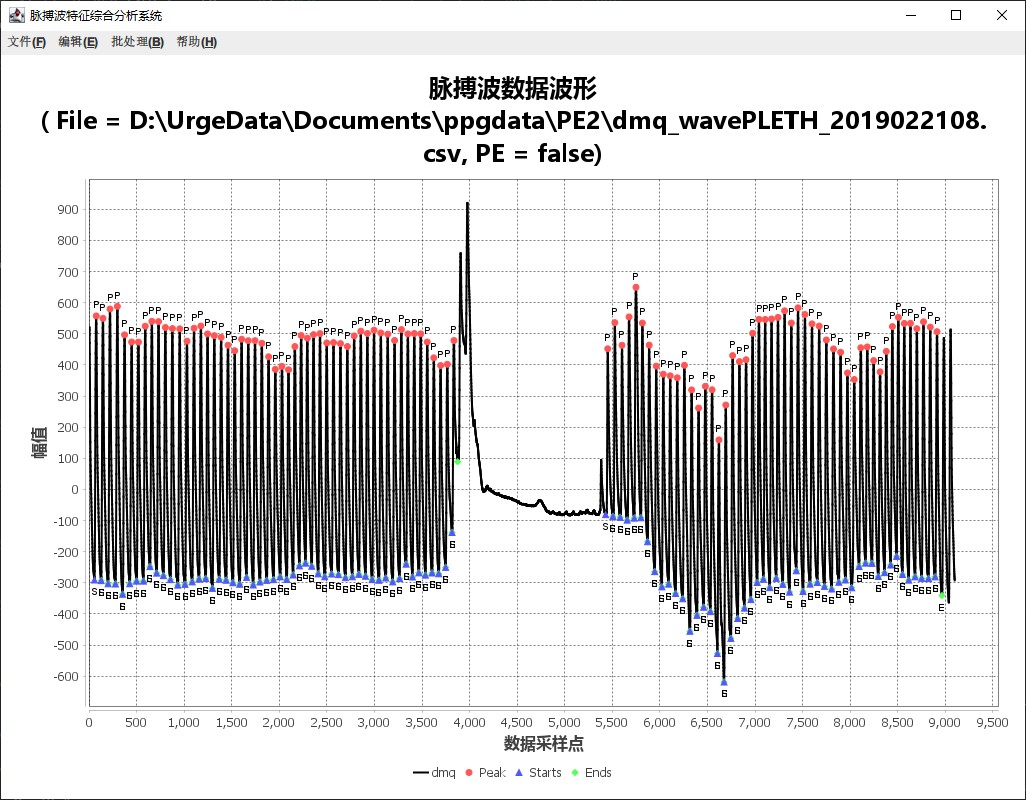 脉搏波特征综合分析系统
文件(F) 编辑(E) 批处理(B) 帮助(H)
脉搏波数据波形
( File = D:\UrgeData\Documents\ppgdata\PE2\dmq_wavePLETH_2019022108.
csv, PE = false)
幅值
900
800
700
600
500
400
300
200
100
0
-100
-200
-300
-400
-500
-600
0 500 1,000 1,500 2,000 2,500 3,000 3,500 4,000 4,500 5,000 5,500 6,000 6,500 7,000 7,500 8,000 8,500 9,000 9,500
数据采样点
dmq Peak Starts Ends